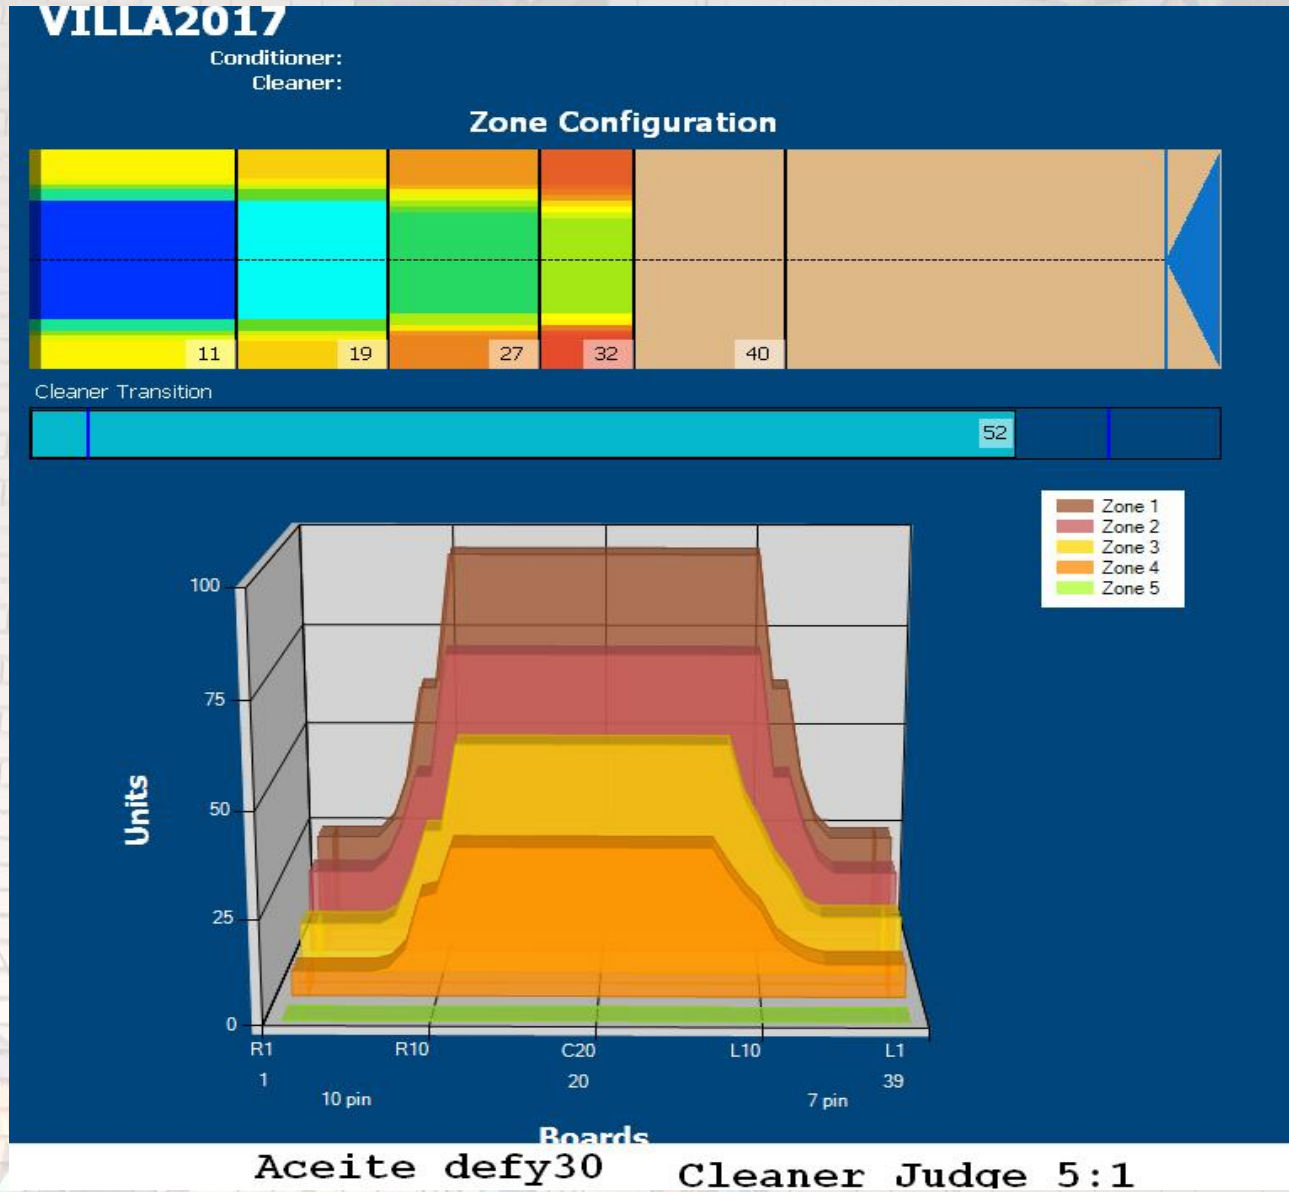 VILLA2017
Conditioner:
Cleaner:
Zone Configuration
11 19 27 32 40
Cleaner Transition
52
Zone 1
Zone 2
Zone 3
Zone 4
Zone 5
100
75
50
25
0
Units
R1 R10 C20 L10 L1
1 20 39
10 pin 7 pin
Boards
Aceite defy30 Cleaner Judge 5:1